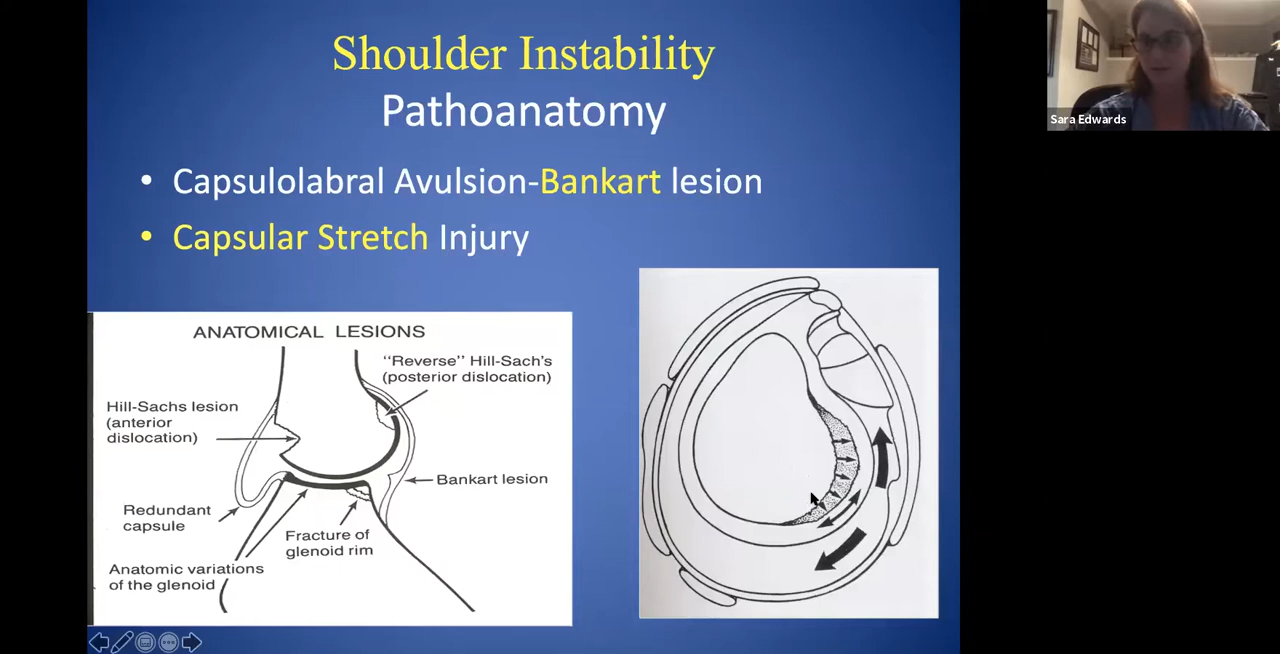 Shoulder Instability
Pathoanatomy
• Capsulolabral Avulsion-Bankart lesion
• Capsular Stretch Injury
ANATOMICAL LESIONS
"Reverse" Hill-Sach's
(posterior dislocation)
Hill-Sachs lesion
(anterior
dislocation)
Bankart lesion
Redundant
capsule
Fracture of
glenoid rim
Anatomic variations
of the glenoid
Sara Edwards